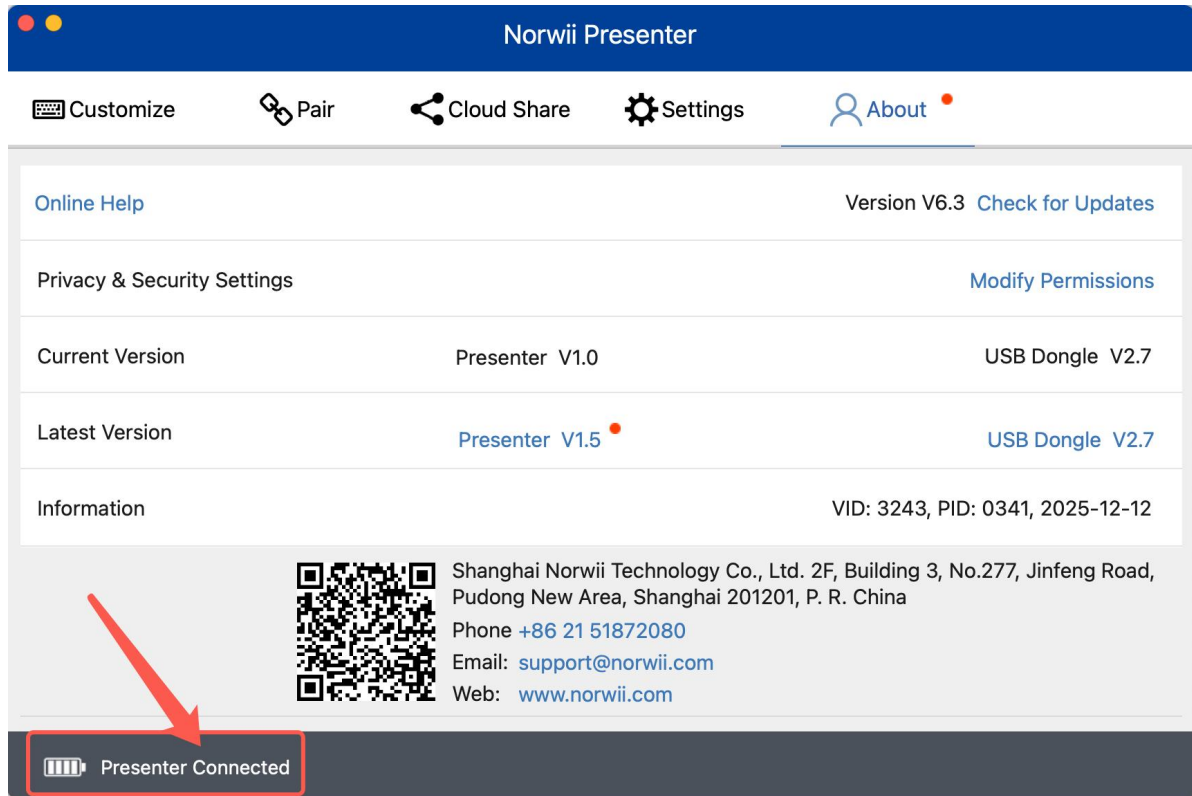 Norwii Presenter
Customize Pair Cloud Share Settings About
Online Help Version V6.3 Check for Updates
Privacy & Security Settings Modify Permissions
Current Version Presenter V1.0 USB Dongle V2.7
Latest Version Presenter V1.5 USB Dongle V2.7
Information VID: 3243, PID: 0341, 2025-12-12
Shanghai Norwii Technology Co., Ltd. 2F, Building 3, No.277, Jinfeng Road,
Pudong New Area, Shanghai 201201, P. R. China
Phone +86 21 51872080
Email: support@norwii.com
Web: www.norwii.com
Presenter Connected